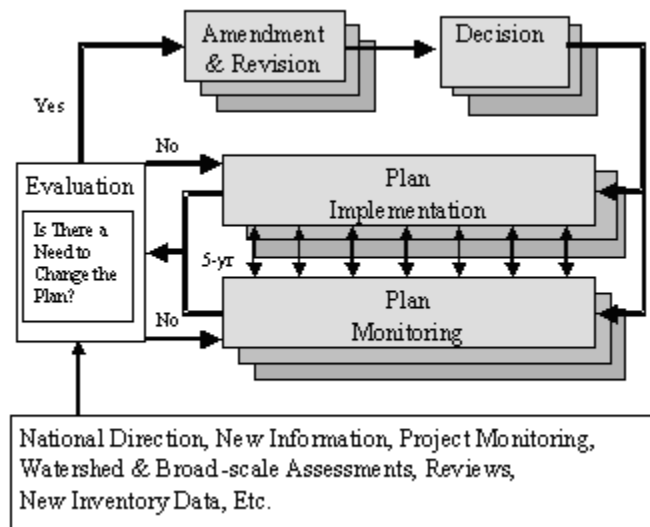 Amendment
& Revision
Decision
Yes
No
Evaluation
Is There a
Need to
Change the
Plan?
Plan
Implementation
5-yr
Plan
Monitoring
No
National Direction, New Information, Project Monitoring,
Watershed & Broad-scale Assessments, Reviews,
New Inventory Data, Etc.